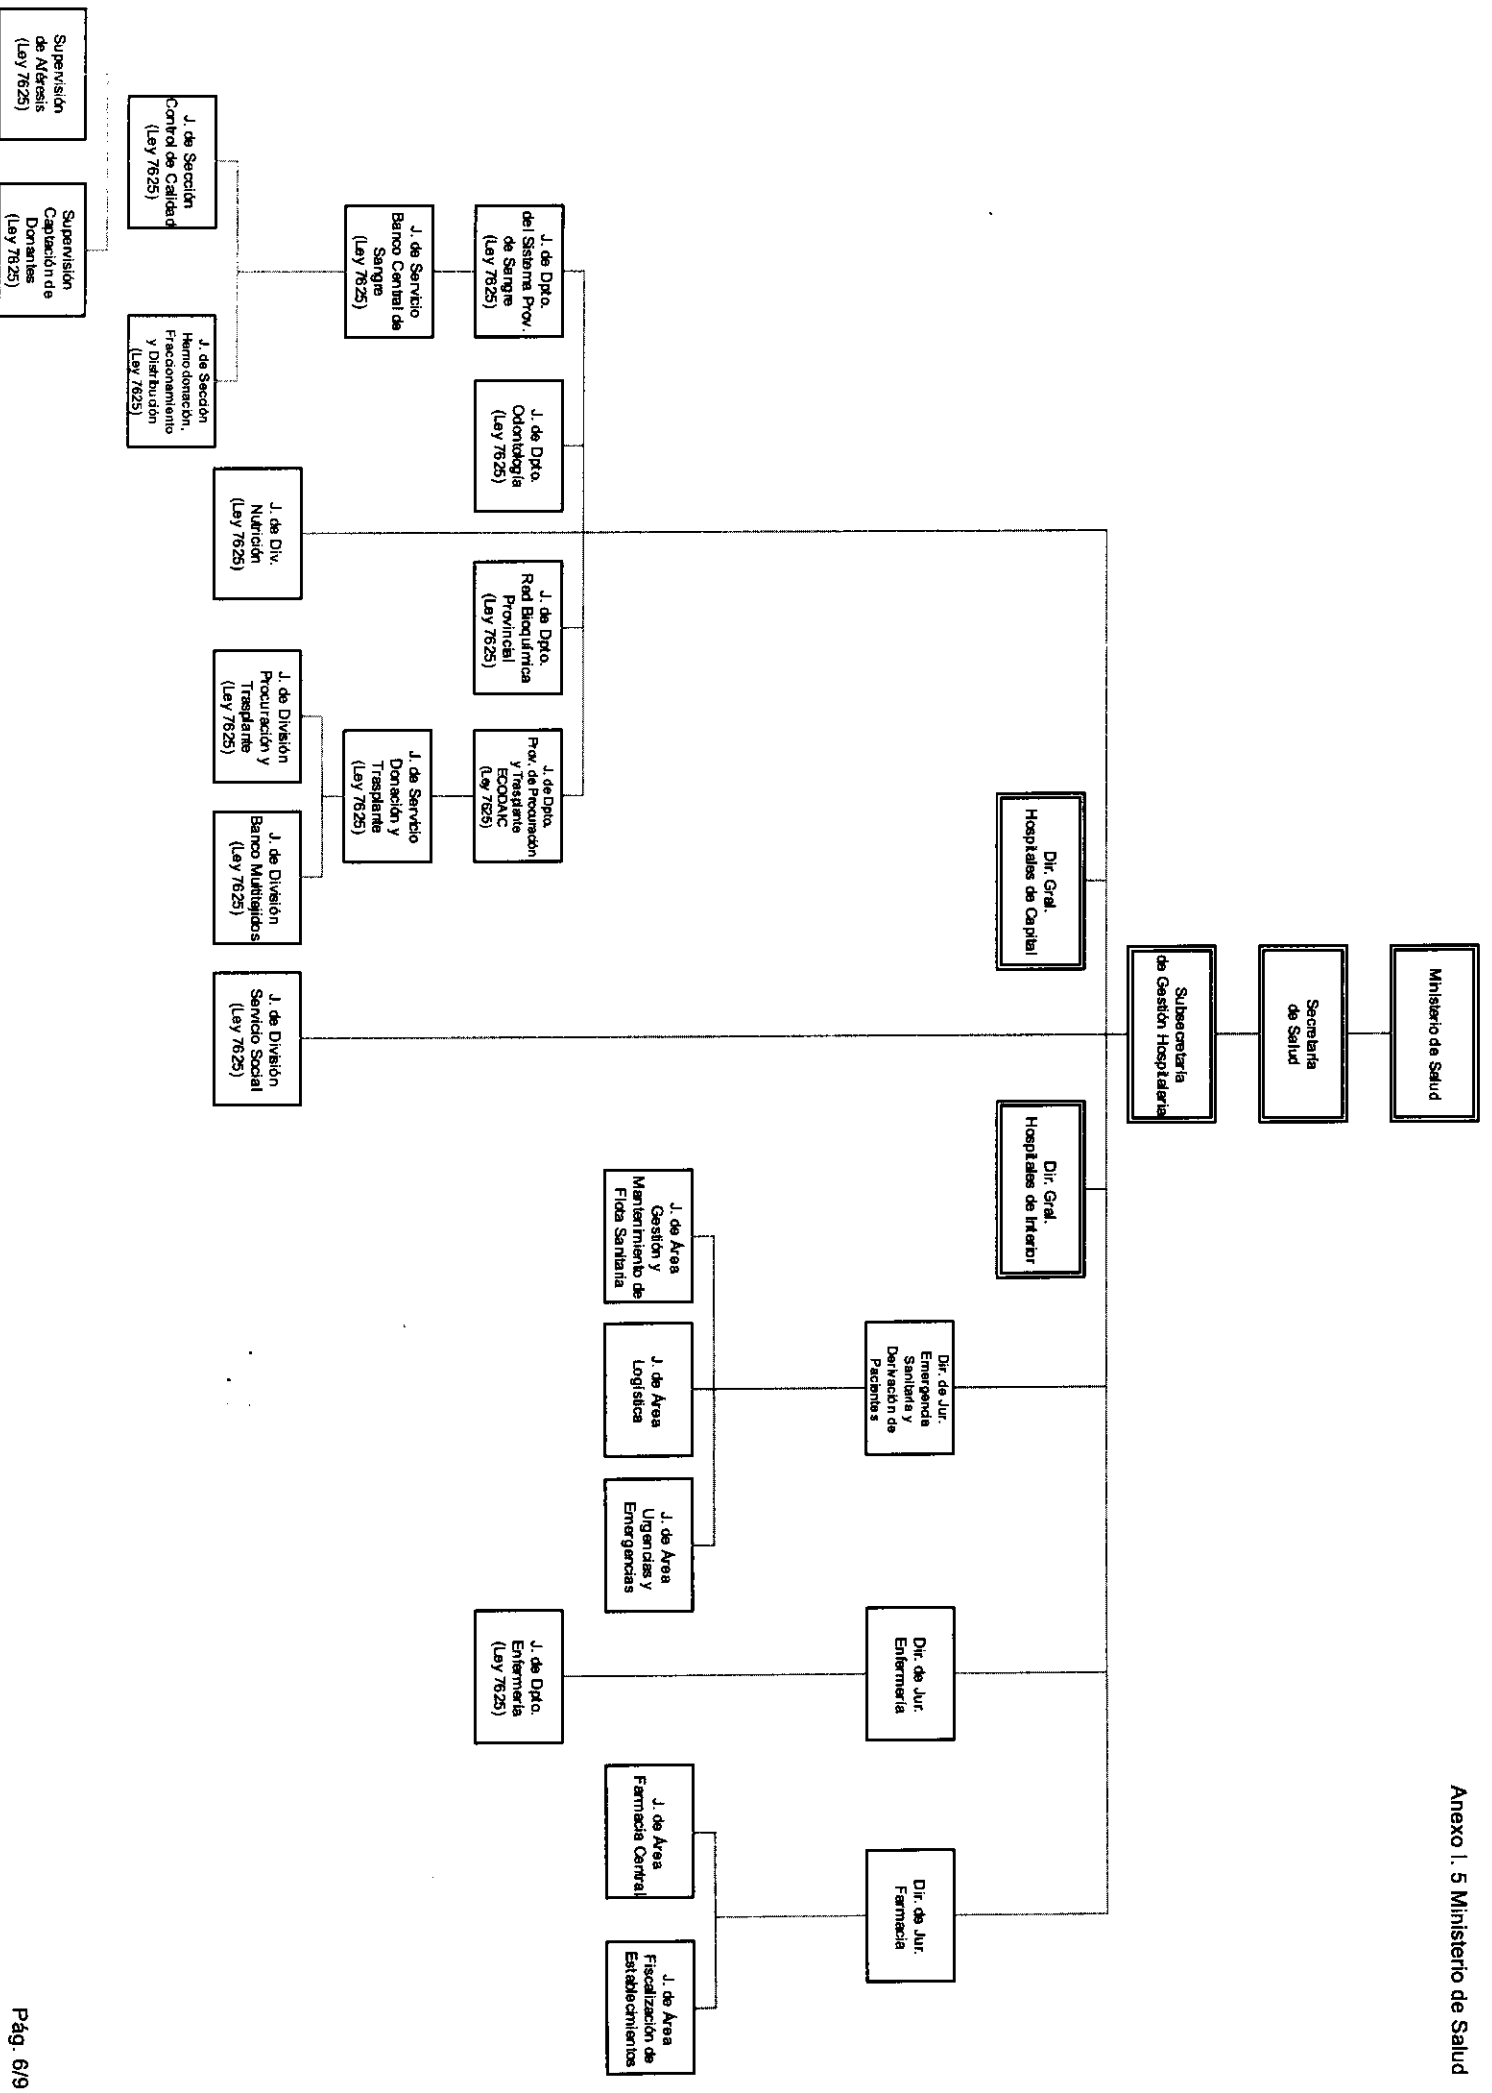 Anexo I. 5 Ministerio de Salud
Ministerio de Salud
Secretaría
de Salud
Subsecretaría
de Gestión Hospitalaria
Dir. Gral.
Hospitales de Capital
Dir. Gral.
Hospitales de Interior
Dir. de Jur.
Emergencia
Sanitaria y
Derivación de
Pacientes
Dir. de Jur.
Enfermería
Dir. de Jur.
Farmacia
J. de Área
Gestión y
Mantenimiento de
Flota Sanitaria
J. de Área
Logística
J. de Área
Urgencias y
Emergencias
J. de Área
Farmacia Central
J. de Área
Fiscalización de
Establecimientos
J. de Dpto.
del Sistema Prov.
de Sangre
(Ley 7625)
J. de Dpto.
Odontología
(Ley 7625)
J. de Dpto.
Red Bioquímica
Provincial
(Ley 7625)
J. de Dpto.
Prov. de Procuración
y Trasplante
ECODAIC
(Ley 7625)
J. de Dpto.
Enfermería
(Ley 7625)
J. de Servicio
Banco Central de
Sangre
(Ley 7625)
J. de Servicio
Donación y
Trasplante
(Ley 7625)
J. de Div.
Nutrición
(Ley 7625)
J. de División
Procuración y
Trasplante
(Ley 7625)
J. de División
Banco Multitejidos
(Ley 7625)
J. de División
Servicio Social
(Ley 7625)
J. de Sección
Control de Calidad
(Ley 7625)
J. de Sección
Hemodonación,
Fraccionamiento
y Distribución
(Ley 7625)
Supervisión
de Aféresis
(Ley 7625)
Supervisión
Captación de
Donantes
(Ley 7625)
Pág. 6/9